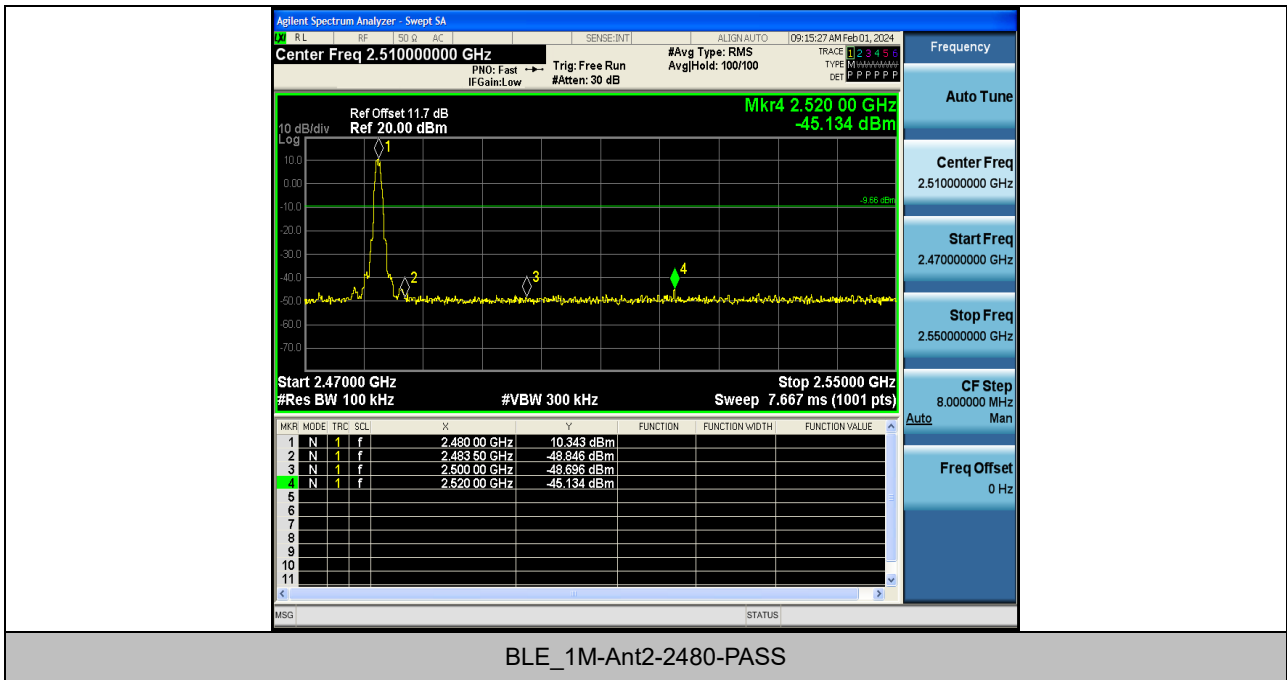 Agilent Spectrum Analyzer - Swept SA
LXI RL RF 50 Ω AC SENSE:INT ALIGN AUTO 09:15:27 AM Feb 01, 2024
Center Freq 2.510000000 GHz
PNO: Fast
IFGain:Low
Trig: Free Run
#Atten: 30 dB
#Avg Type: RMS
Avg|Hold: 100/100
TRACE 1 2 3 4 5 6
TYPE M WWWWW
DET P P P P P P
Mkr4 2.520 00 GHz
-45.134 dBm
Ref Offset 11.7 dB
10 dB/div Ref 20.00 dBm
Log
10.0
0.00
-10.0
-20.0
-30.0
-40.0
-50.0
-60.0
-70.0
1
2
3
4
-9.66 dBm
Start 2.47000 GHz Stop 2.55000 GHz
#Res BW 100 kHz #VBW 300 kHz Sweep 7.667 ms (1001 pts)
MKR MODE TRC SCL X Y FUNCTION FUNCTION WIDTH FUNCTION VALUE
1 N 1 f 2.480 00 GHz 10.343 dBm
2 N 1 f 2.483 50 GHz -48.846 dBm
3 N 1 f 2.500 00 GHz -48.696 dBm
4 N 1 f 2.520 00 GHz -45.134 dBm
5
6
7
8
9
10
11
MSG STATUS
Frequency
Auto Tune
Center Freq
2.510000000 GHz
Start Freq
2.470000000 GHz
Stop Freq
2.550000000 GHz
CF Step
8.000000 MHz
Auto Man
Freq Offset
0 Hz
BLE_1M-Ant2-2480-PASS